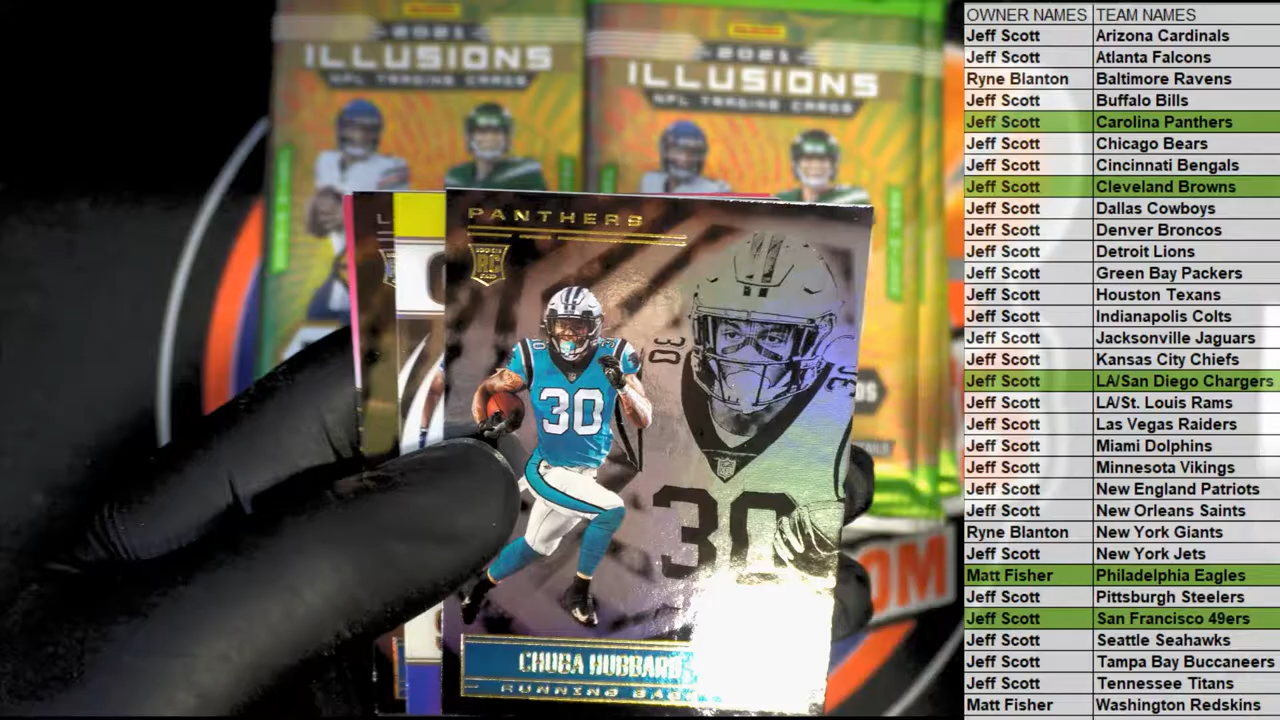 2021
ILLUSIONS
NFL TRADING CARDS
2021
ILLUSIONS
NFL TRADING CARDS
PANTHERS
RC
30
30
30
CHUBA HUBBARD
RUNNING BACK
OM
OWNER NAMES TEAM NAMES
Jeff Scott Arizona Cardinals
Jeff Scott Atlanta Falcons
Ryne Blanton Baltimore Ravens
Jeff Scott Buffalo Bills
Jeff Scott Carolina Panthers
Jeff Scott Chicago Bears
Jeff Scott Cincinnati Bengals
Jeff Scott Cleveland Browns
Jeff Scott Dallas Cowboys
Jeff Scott Denver Broncos
Jeff Scott Detroit Lions
Jeff Scott Green Bay Packers
Jeff Scott Houston Texans
Jeff Scott Indianapolis Colts
Jeff Scott Jacksonville Jaguars
Jeff Scott Kansas City Chiefs
Jeff Scott LA/San Diego Chargers
Jeff Scott LA/St. Louis Rams
Jeff Scott Las Vegas Raiders
Jeff Scott Miami Dolphins
Jeff Scott Minnesota Vikings
Jeff Scott New England Patriots
Jeff Scott New Orleans Saints
Ryne Blanton New York Giants
Jeff Scott New York Jets
Matt Fisher Philadelphia Eagles
Jeff Scott Pittsburgh Steelers
Jeff Scott San Francisco 49ers
Jeff Scott Seattle Seahawks
Jeff Scott Tampa Bay Buccaneers
Jeff Scott Tennessee Titans
Matt Fisher Washington Redskins